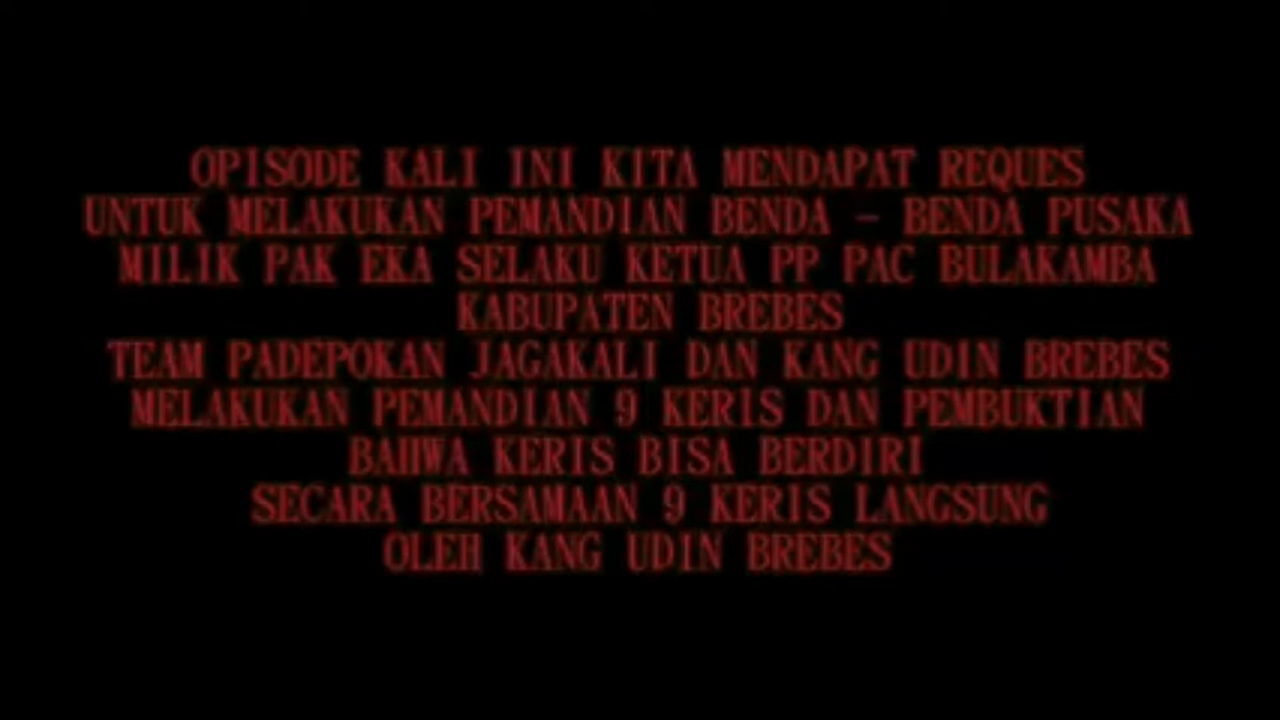 OPISODE KALI INI KITA MENDAPAT REQUES
UNTUK MELAKUKAN PEMANDIAN BENDA - BENDA PUSAKA
MILIK PAK EKA SELAKU KETUA PP PAC BULAKAMBA
KABUPATEN BREBES
TEAM PADEPOKAN JAGAKALI DAN KANG UDIN BREBES
MELAKUKAN PEMANDIAN 9 KERIS DAN PEMBUKTIAN
BAHWA KERIS BISA BERDIRI
SECARA BERSAMAAN 9 KERIS LANGSUNG
OLEH KANG UDIN BREBES